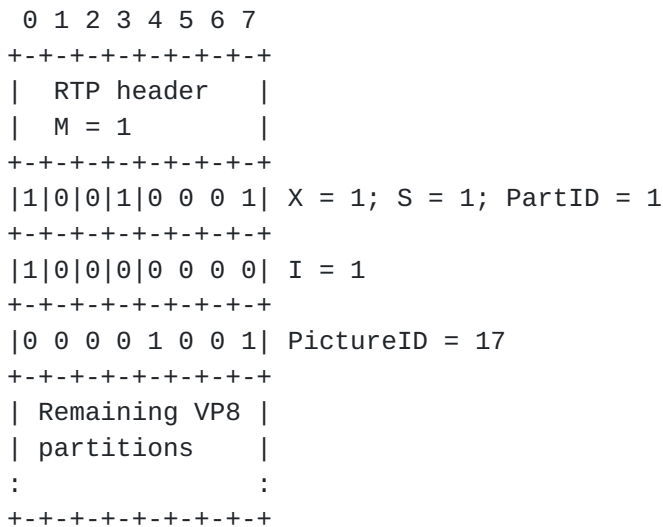 0 1 2 3 4 5 6 7
+-+-+-+-+-+-+-+-+
|  RTP header   |
|  M = 1        |
+-+-+-+-+-+-+-+-+
|1|0|0|1|0 0 0 1| X = 1; S = 1; PartID = 1
+-+-+-+-+-+-+-+-+
|1|0|0|0|0 0 0 0| I = 1
+-+-+-+-+-+-+-+-+
|0 0 0 0 1 0 0 1| PictureID = 17
+-+-+-+-+-+-+-+-+
| Remaining VP8 |
| partitions    |
:               :
+-+-+-+-+-+-+-+-+